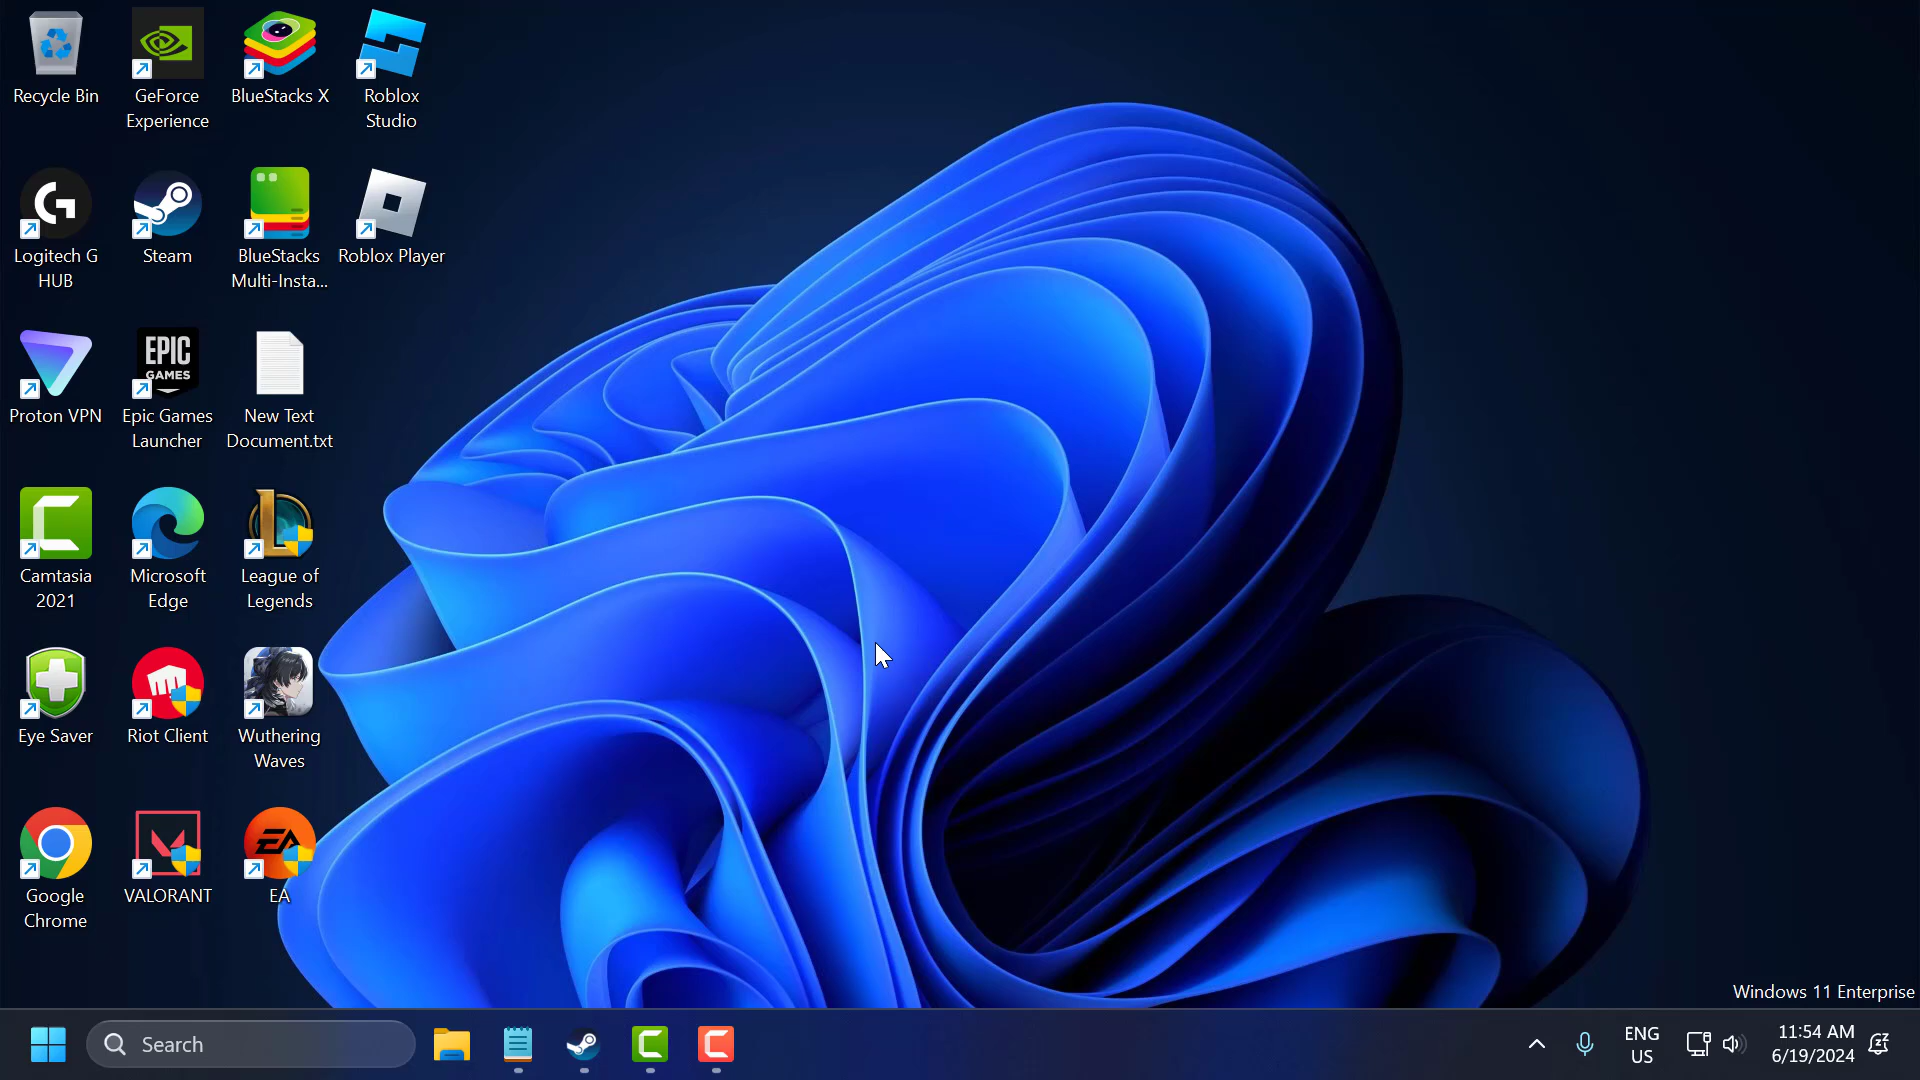 Recycle Bin
GeForce
Experience
BlueStacks X
Roblox
Studio
Logitech G
HUB
Steam
BlueStacks
Multi-Insta...
Roblox Player
Proton VPN
EPIC
GAMES
Epic Games
Launcher
New Text
Document.txt
Camtasia
2021
Microsoft
Edge
League of
Legends
Eye Saver
Riot Client
Wuthering
Waves
Google
Chrome
VALORANT
EA
EA
Windows 11 Enterprise
Search
ENG
US
11:54 AM
6/19/2024